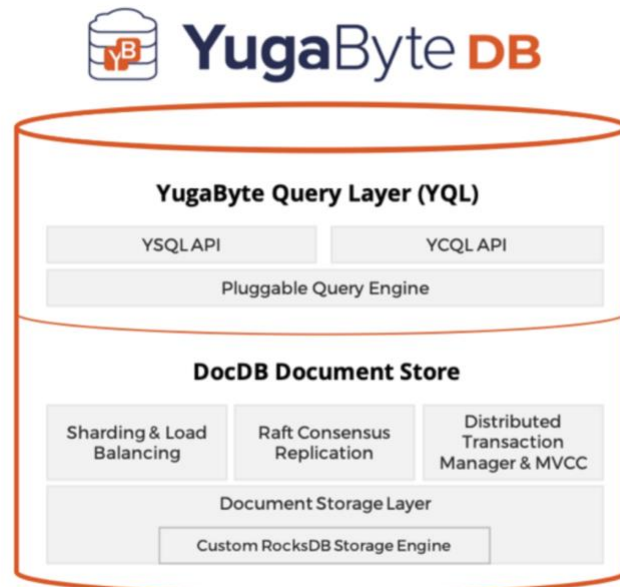 YB
YugaByte DB
YugaByte Query Layer (YQL)
YSQL API
YCQL API
Pluggable Query Engine
DocDB Document Store
Sharding & Load
Balancing
Raft Consensus
Replication
Distributed
Transaction
Manager & MVCC
Document Storage Layer
Custom RocksDB Storage Engine